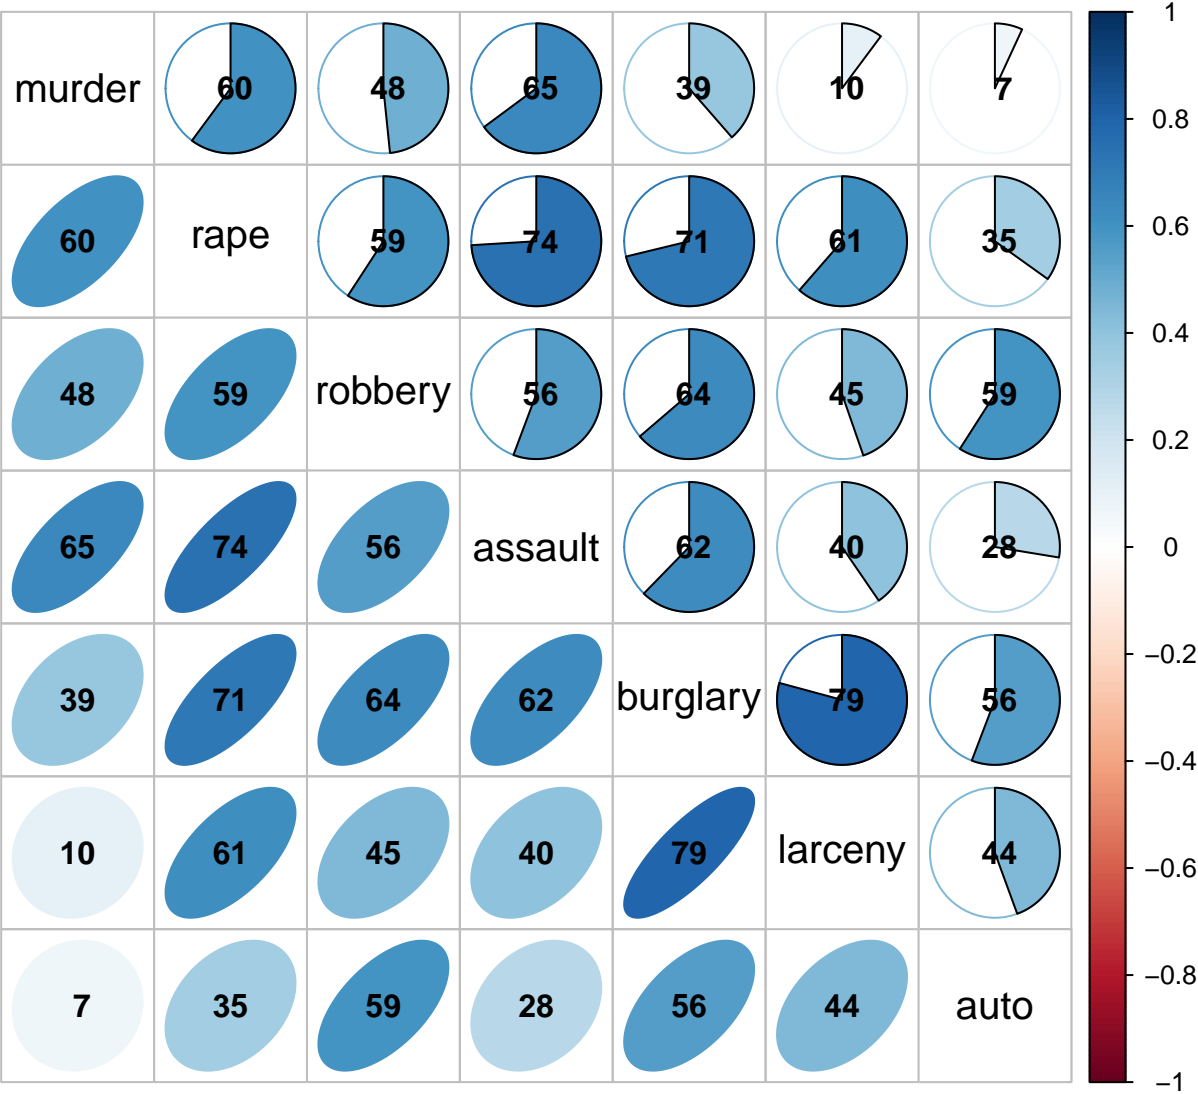 murder 60 48 65 39 10 7
60 rape 59 74 71 61 35
48 59 robbery 56 64 45 59
65 74 56 assault 62 40 28
39 71 64 62 burglary 79 56
10 61 45 40 79 larceny 44
7 35 59 28 56 44 auto
1
0.8
0.6
0.4
0.2
0
−0.2
−0.4
−0.6
−0.8
−1